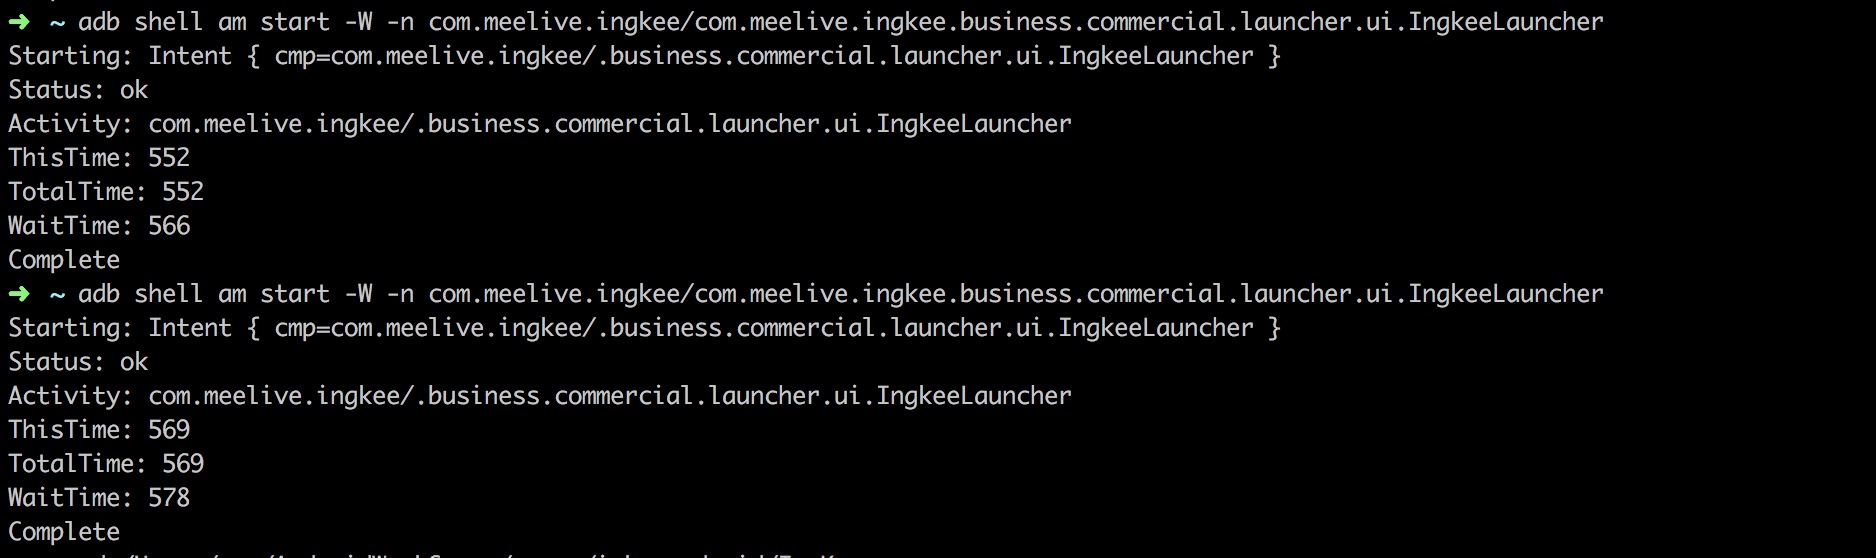 ➜ ~ adb shell am start -W -n com.meelive.ingkee/com.meelive.ingkee.business.commercial.launcher.ui.IngkeeLauncher
Starting: Intent { cmp=com.meelive.ingkee/.business.commercial.launcher.ui.IngkeeLauncher }
Status: ok
Activity: com.meelive.ingkee/.business.commercial.launcher.ui.IngkeeLauncher
ThisTime: 552
TotalTime: 552
WaitTime: 566
Complete
➜ ~ adb shell am start -W -n com.meelive.ingkee/com.meelive.ingkee.business.commercial.launcher.ui.IngkeeLauncher
Starting: Intent { cmp=com.meelive.ingkee/.business.commercial.launcher.ui.IngkeeLauncher }
Status: ok
Activity: com.meelive.ingkee/.business.commercial.launcher.ui.IngkeeLauncher
ThisTime: 569
TotalTime: 569
WaitTime: 578
Complete